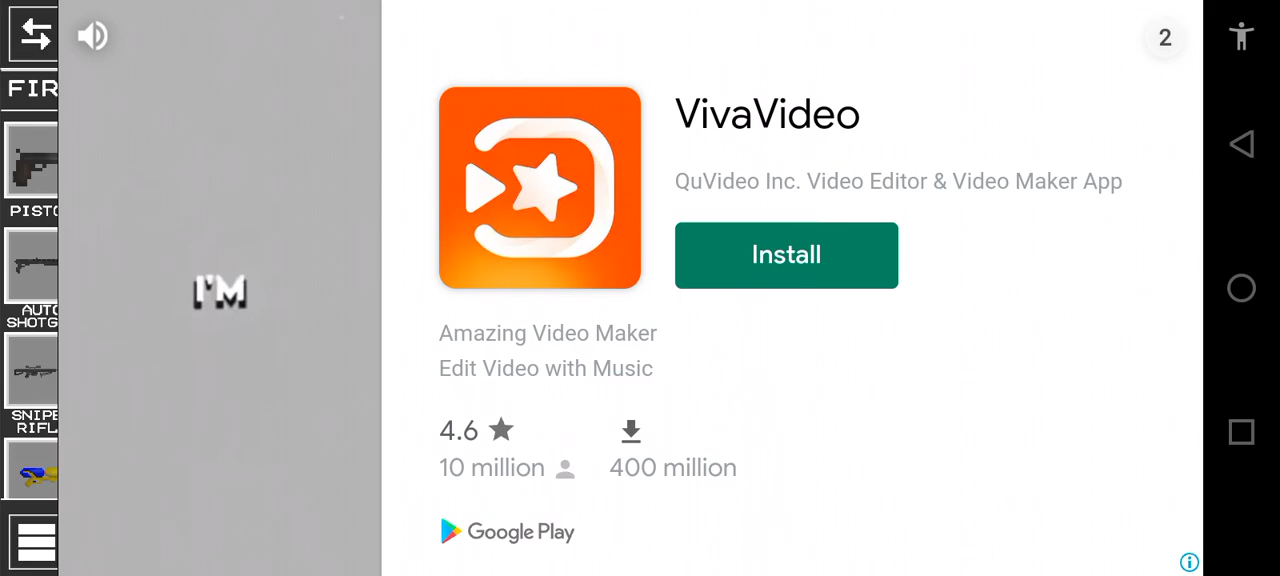 FIR
PISTO
AUTO
SHOTG
SNIPE
RIFL
I'M
2
VivaVideo
QuVideo Inc. Video Editor & Video Maker App
Install
Amazing Video Maker
Edit Video with Music
4.6
10 million
400 million
Google Play